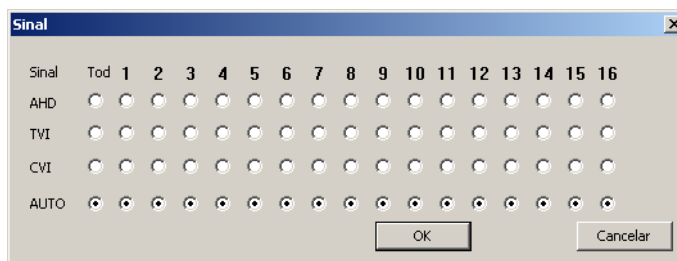 Sinal
Sinal Tod 1 2 3 4 5 6 7 8 9 10 11 12 13 14 15 16
AHD
TVI
CVI
AUTO
OK Cancelar